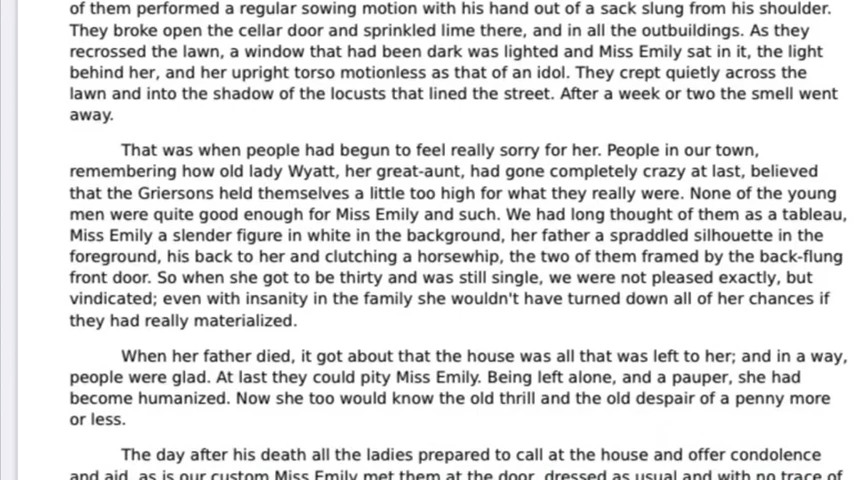 of them performed a regular sowing motion with his hand out of a sack slung from his shoulder.
They broke open the cellar door and sprinkled lime there, and in all the outbuildings. As they
recrossed the lawn, a window that had been dark was lighted and Miss Emily sat in it, the light
behind her, and her upright torso motionless as that of an idol. They crept quietly across the
lawn and into the shadow of the locusts that lined the street. After a week or two the smell went
away.
That was when people had begun to feel really sorry for her. People in our town,
remembering how old lady Wyatt, her great-aunt, had gone completely crazy at last, believed
that the Griersons held themselves a little too high for what they really were. None of the young
men were quite good enough for Miss Emily and such. We had long thought of them as a tableau,
Miss Emily a slender figure in white in the background, her father a spraddled silhouette in the
foreground, his back to her and clutching a horsewhip, the two of them framed by the back-flung
front door. So when she got to be thirty and was still single, we were not pleased exactly, but
vindicated; even with insanity in the family she wouldn't have turned down all of her chances if
they had really materialized.
When her father died, it got about that the house was all that was left to her; and in a way,
people were glad. At last they could pity Miss Emily. Being left alone, and a pauper, she had
become humanized. Now she too would know the old thrill and the old despair of a penny more
or less.
The day after his death all the ladies prepared to call at the house and offer condolence
and aid, as is our custom Miss Emily met them at the door, dressed as usual and with no trace of